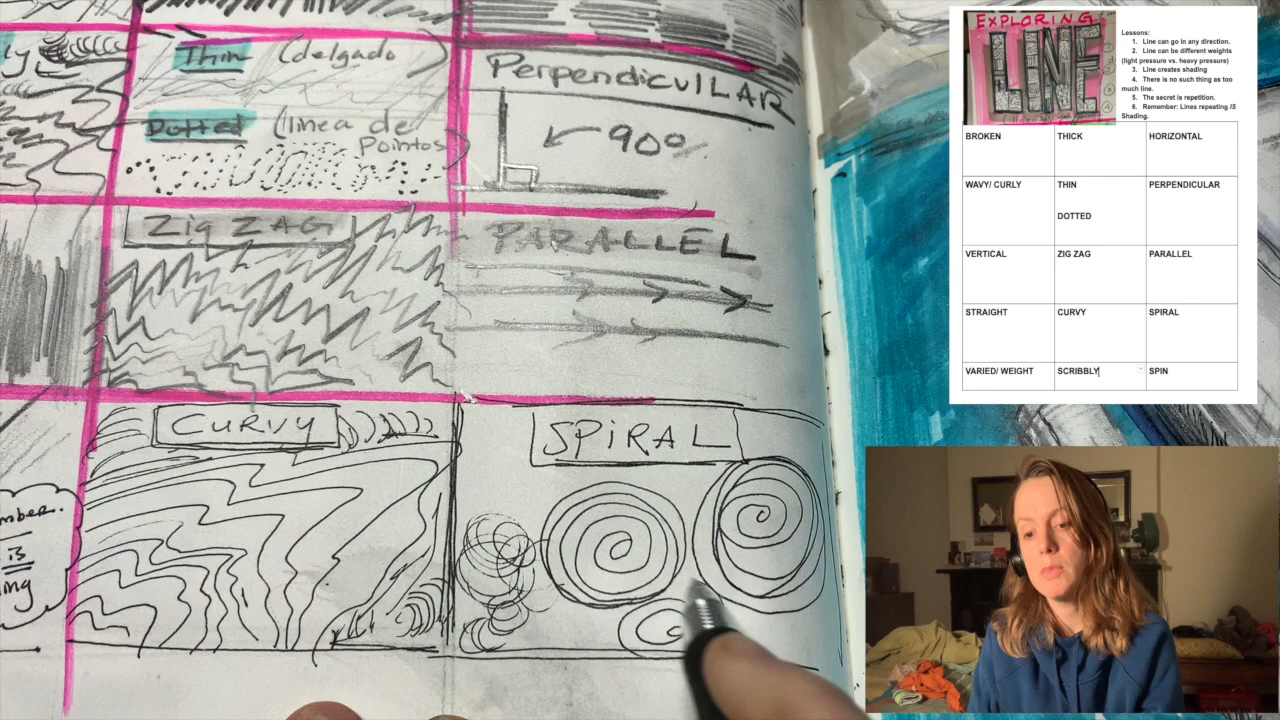 ly
Thin (delgado
Dotted (linea de
Pointos)
PerpendiculLAR
90°
Zig ZAG
PARALLEL
CURVY
SPiRAL
mber.
is
ing
EXPLORING
LINE
Lessons:
1. Line can go in any direction.
2. Line can be different weights
(light pressure vs. heavy pressure)
3. Line creates shading
4. There is no such thing as too
much line.
5. The secret is repetition.
6. Remember: Lines repeating IS
Shading.
BROKEN THICK HORIZONTAL
WAVY/ CURLY THIN PERPENDICULAR
DOTTED
VERTICAL ZIG ZAG PARALLEL
STRAIGHT CURVY SPIRAL
VARIED/ WEIGHT SCRIBBLY SPIN